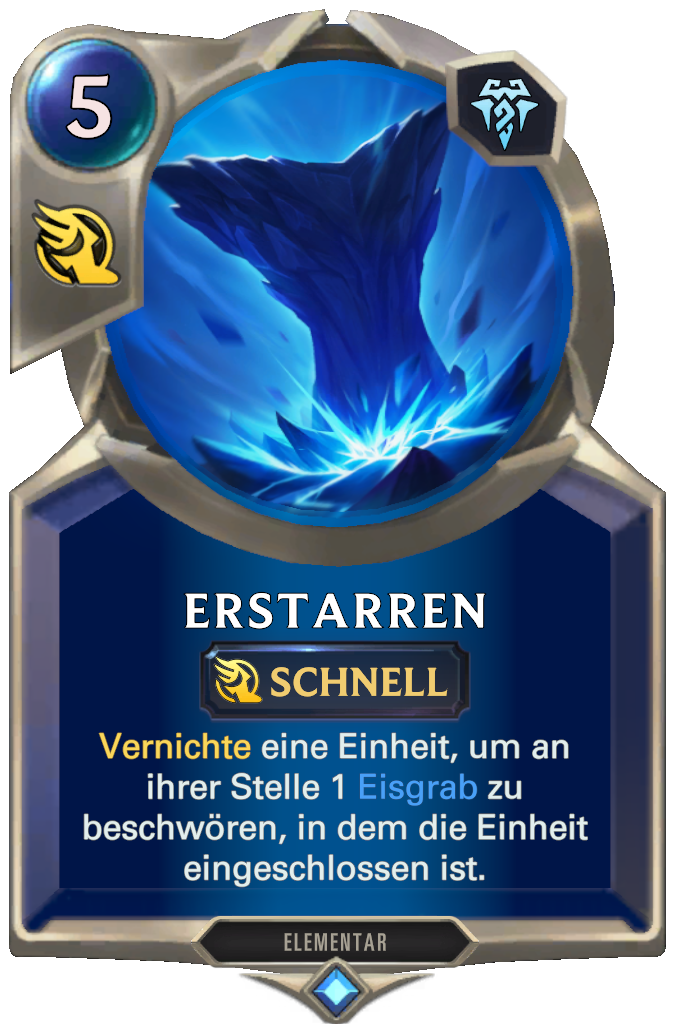 5
ERSTARREN
SCHNELL
Vernichte eine Einheit, um an
ihrer Stelle 1 Eisgrab zu
beschwören, in dem die Einheit
eingeschlossen ist.
ELEMENTAR